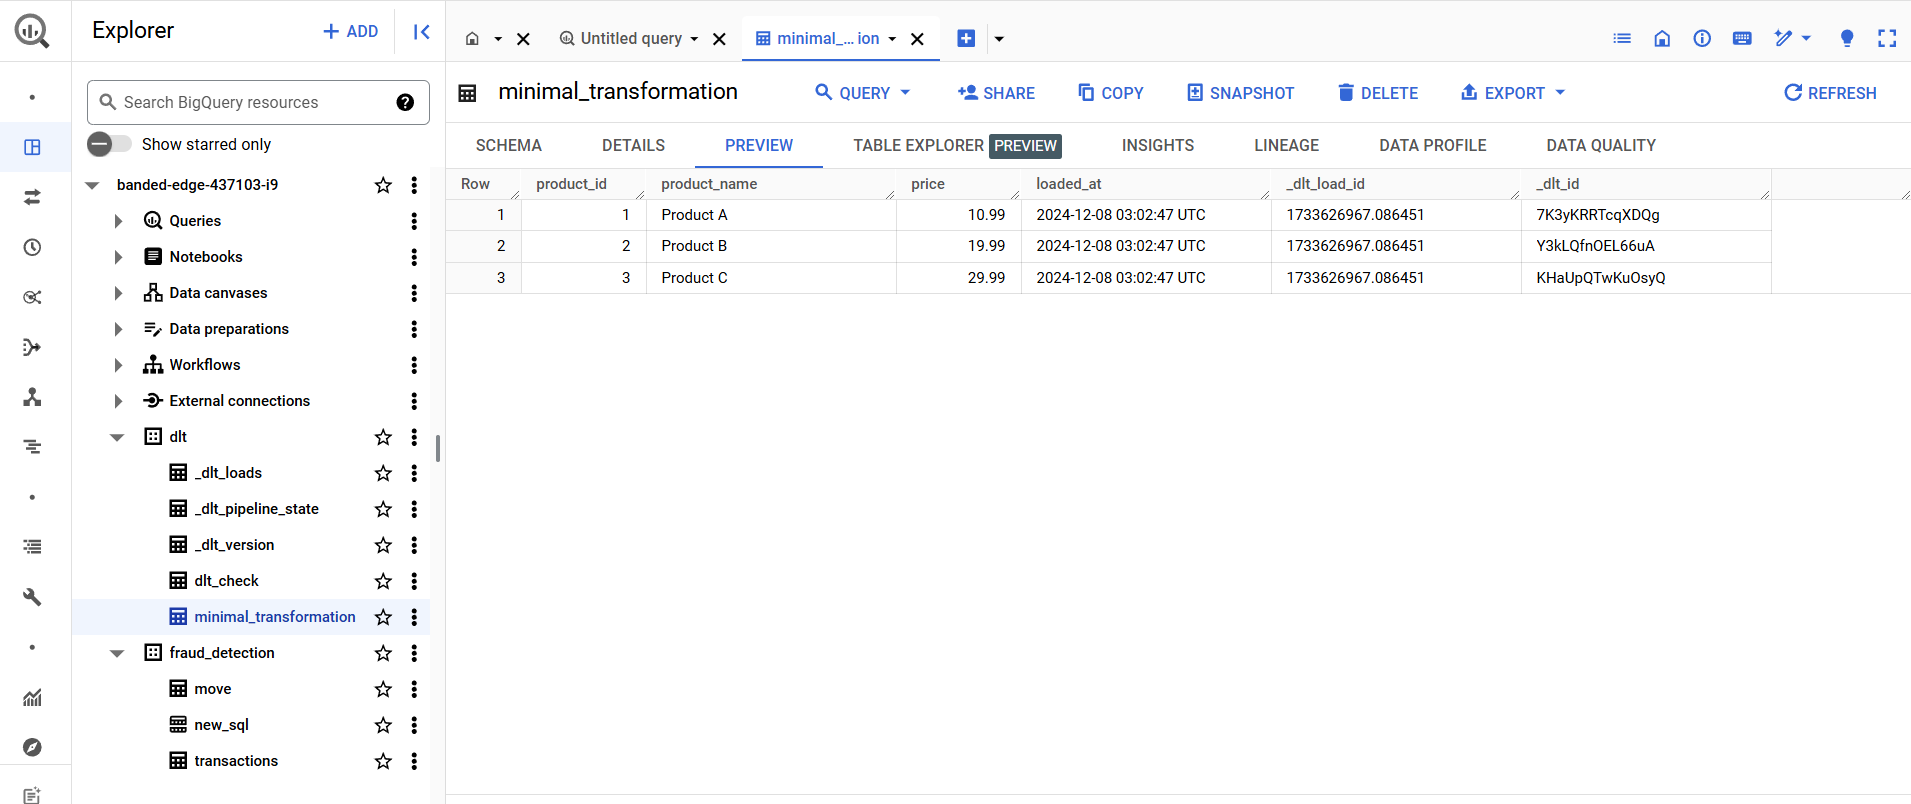 Explorer
+ ADD
Untitled query
minimal_... ion
Search BigQuery resources
?
Show starred only
banded-edge-437103-i9
Queries
Notebooks
Data canvases
Data preparations
Workflows
External connections
dlt
_dlt_loads
_dlt_pipeline_state
_dlt_version
dlt_check
minimal_transformation
fraud_detection
move
new_sql
transactions
minimal_transformation
QUERY
SHARE
COPY
SNAPSHOT
DELETE
EXPORT
REFRESH
SCHEMA DETAILS PREVIEW TABLE EXPLORER PREVIEW INSIGHTS LINEAGE DATA PROFILE DATA QUALITY
Row product_id product_name price loaded_at _dlt_load_id _dlt_id
1 1 Product A 10.99 2024-12-08 03:02:47 UTC 1733626967.086451 7K3yKRRTcqXDQg
2 2 Product B 19.99 2024-12-08 03:02:47 UTC 1733626967.086451 Y3kLQfnOEL66uA
3 3 Product C 29.99 2024-12-08 03:02:47 UTC 1733626967.086451 KHaUpQTwKuOsyQ